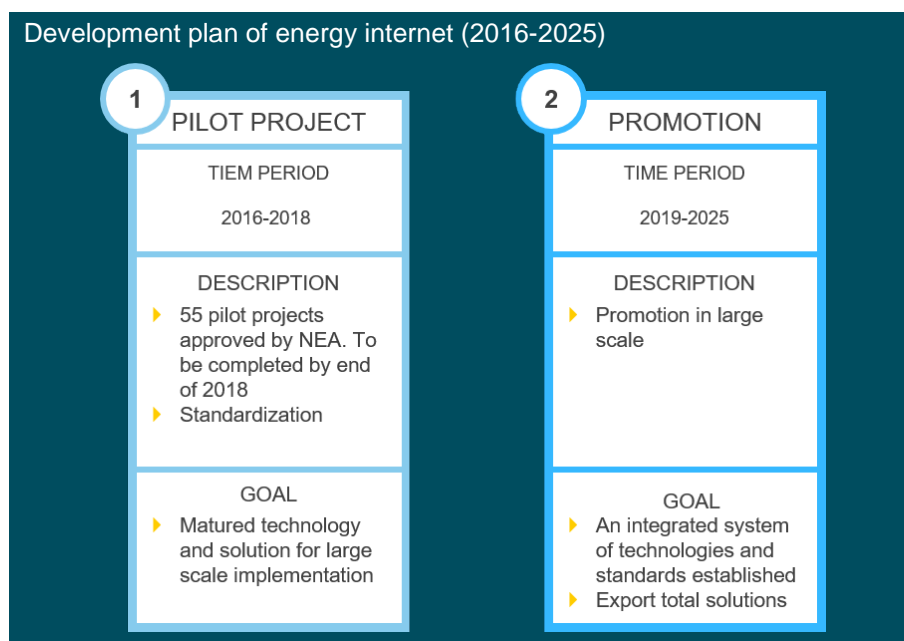 Development plan of energy internet (2016-2025)
1
PILOT PROJECT
TIEM PERIOD
2016-2018
DESCRIPTION
55 pilot projects
approved by NEA. To
be completed by end
of 2018
Standardization
GOAL
Matured technology
and solution for large
scale implementation
2
PROMOTION
TIME PERIOD
2019-2025
DESCRIPTION
Promotion in large
scale
GOAL
An integrated system
of technologies and
standards established
Export total solutions